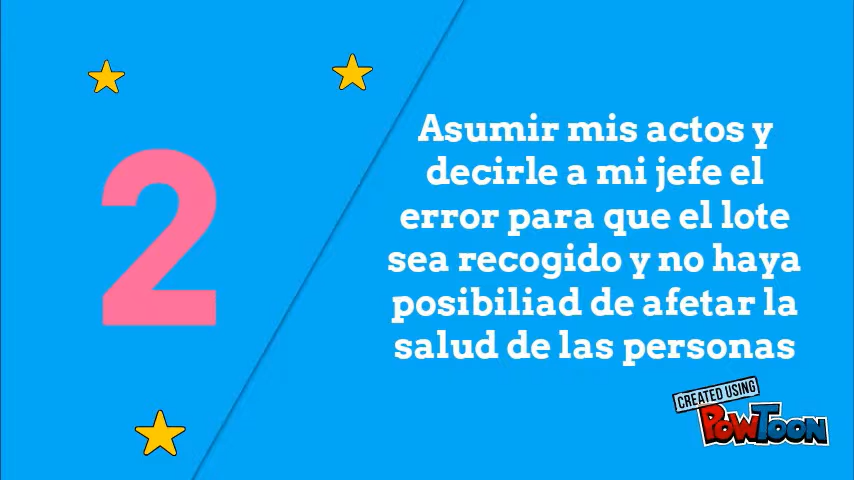 2
Asumir mis actos y
decirle a mi jefe el
error para que el lote
sea recogido y no haya
posibiliad de afetar la
salud de las personas
CREATED USING
POWTOON